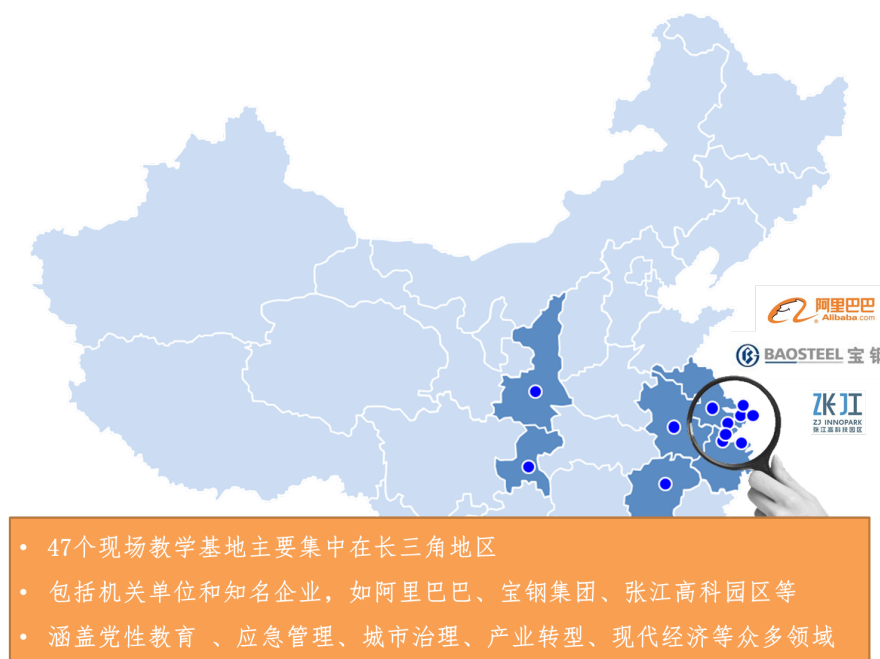 阿里巴巴
Alibaba.com
BAOSTEEL 宝钢
ZJ INNOPARK
张江高科技园区
• 47个现场教学基地主要集中在长三角地区
• 包括机关单位和知名企业，如阿里巴巴、宝钢集团、张江高科园区等
• 涵盖党性教育 、应急管理、城市治理、产业转型、现代经济等众多领域